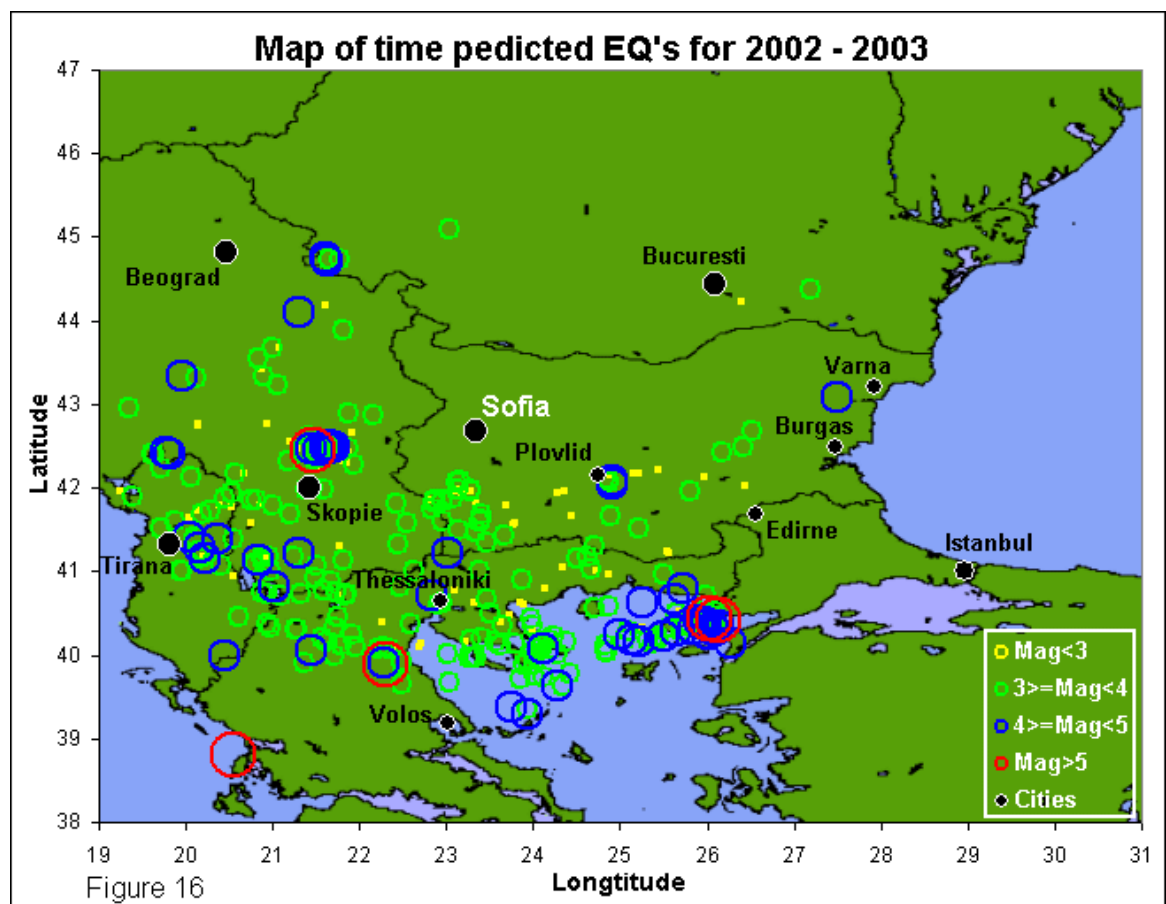 Map of time pedicted EQ's for 2002 - 2003
47
46
45
44
43
42
41
40
39
38
Latitude
Beograd
Bucuresti
Varna
Sofia
Burgas
Plovlid
Skopie
Edirne
Tirana
Istanbul
Thessaloniki
Volos
Mag<3
3>=Mag<4
4>=Mag<5
Mag>5
Cities
19 20 21 22 23 24 25 26 27 28 29 30 31
Longtitude
Figure 16